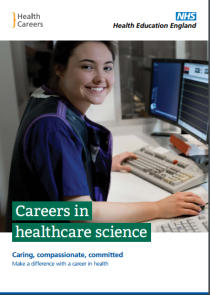 Health
Careers
NHS
Health Education England
Careers in
healthcare science
Caring, compassionate, committed
Make a difference with a career in health